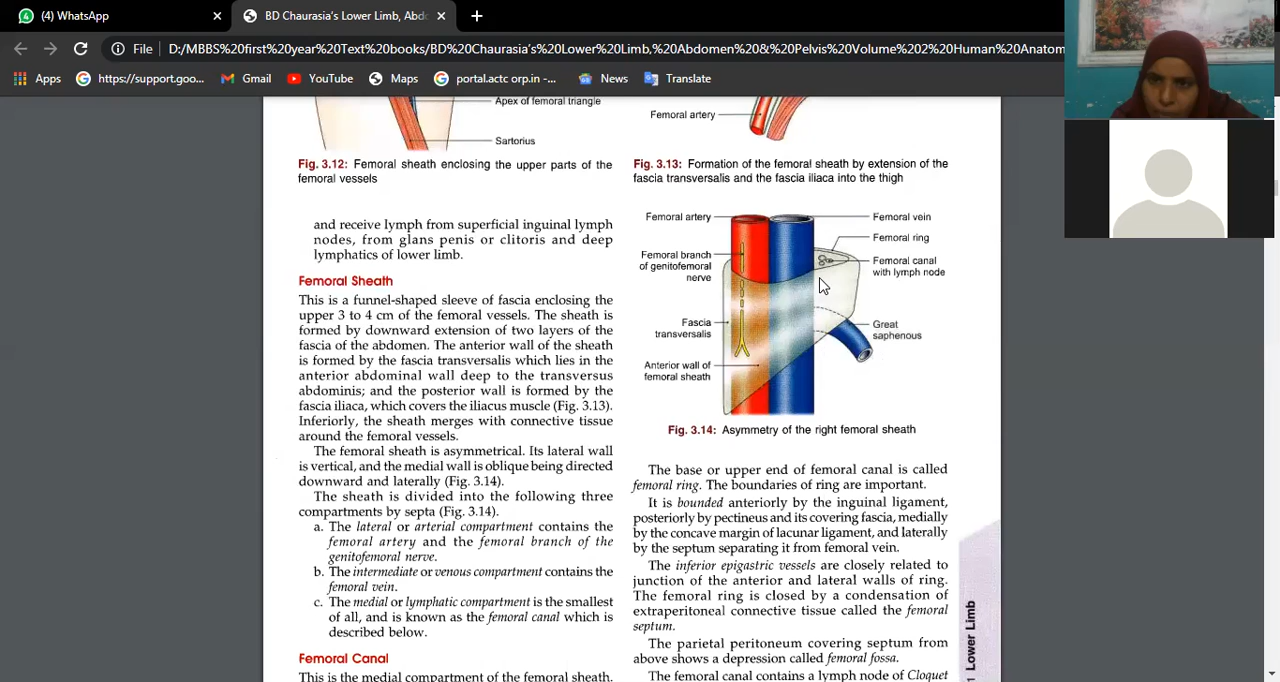 (4) WhatsApp
BD Chaurasia's Lower Limb, Abdo
File
D:/MBBS%20first%20year%20Text%20books/BD%20Chaurasia's%20Lower%20Limb,%20Abdomen%20&%20Pelvis%20Volume%202%20Human%20Anatom
Apps
https://support.goo...
Gmail
YouTube
Maps
portal.actc orp.in -...
News
Translate
Apex of femoral triangle
Sartorius
Fig. 3.12: Femoral sheath enclosing the upper parts of the
femoral vessels
and receive lymph from superficial inguinal lymph
nodes, from glans penis or clitoris and deep
lymphatics of lower limb.
Femoral Sheath
This is a funnel-shaped sleeve of fascia enclosing the
upper 3 to 4 cm of the femoral vessels. The sheath is
formed by downward extension of two layers of the
fascia of the abdomen. The anterior wall of the sheath
is formed by the fascia transversalis which lies in the
anterior abdominal wall deep to the transversus
abdominis; and the posterior wall is formed by the
fascia iliaca, which covers the iliacus muscle (Fig. 3.13).
Inferiorly, the sheath merges with connective tissue
around the femoral vessels.
The femoral sheath is asymmetrical. Its lateral wall
is vertical, and the medial wall is oblique being directed
downward and laterally (Fig. 3.14).
The sheath is divided into the following three
compartments by septa (Fig. 3.14).
a. The lateral or arterial compartment contains the
femoral artery and the femoral branch of the
genitofemoral nerve.
b. The intermediate or venous compartment contains the
femoral vein.
c. The medial or lymphatic compartment is the smallest
of all, and is known as the femoral canal which is
described below.
Femoral Canal
This is the medial compartment of the femoral sheath.
Femoral artery
Fig. 3.13: Formation of the femoral sheath by extension of the
fascia transversalis and the fascia iliaca into the thigh
Femoral artery
Femoral branch
of genitofemoral
nerve
Fascia
transversalis
Anterior wall of
femoral sheath
Femoral vein
Femoral ring
Femoral canal
with lymph node
Great
saphenous
Fig. 3.14: Asymmetry of the right femoral sheath
The base or upper end of femoral canal is called
femoral ring. The boundaries of ring are important.
It is bounded anteriorly by the inguinal ligament,
posteriorly by pectineus and its covering fascia, medially
by the concave margin of lacunar ligament, and laterally
by the septum separating it from femoral vein.
The inferior epigastric vessels are closely related to
junction of the anterior and lateral walls of ring.
The femoral ring is closed by a condensation of
extraperitoneal connective tissue called the femoral
septum.
The parietal peritoneum covering septum from
above shows a depression called femoral fossa.
The femoral canal contains a lymph node of Cloquet
1 Lower Limb